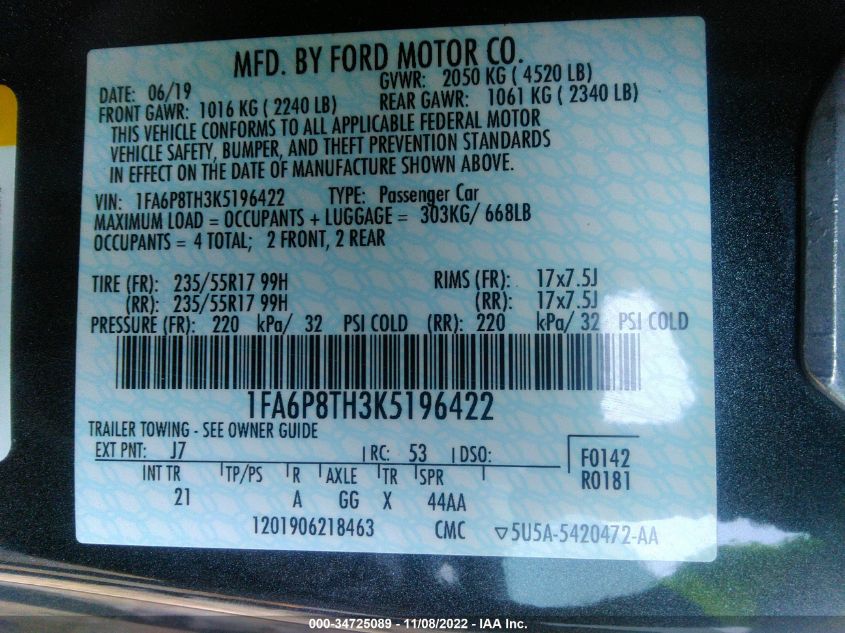 MFD. BY FORD MOTOR CO.
DATE: 06/19 GVWR: 2050 KG ( 4520 LB)
FRONT GAWR: 1016 KG ( 2240 LB) REAR GAWR: 1061 KG ( 2340 LB)
THIS VEHICLE CONFORMS TO ALL APPLICABLE FEDERAL MOTOR
VEHICLE SAFETY, BUMPER, AND THEFT PREVENTION STANDARDS
IN EFFECT ON THE DATE OF MANUFACTURE SHOWN ABOVE.
VIN: 1FA6P8TH3K5196422 TYPE: Passenger Car
MAXIMUM LOAD = OCCUPANTS + LUGGAGE = 303KG/ 668LB
OCCUPANTS = 4 TOTAL; 2 FRONT, 2 REAR
TIRE (FR): 235/55R17 99H RIMS (FR): 17x7.5J
(RR): 235/55R17 99H (RR): 17x7.5J
PRESSURE (FR): 220 kPa/ 32 PSI COLD (RR): 220 kPa/ 32 PSI COLD
1FA6P8TH3K5196422
TRAILER TOWING - SEE OWNER GUIDE
EXT PNT: J7 RC: 53 DSO: F0142
INT TR TP/PS R AXLE TR SPR R0181
21 A GG X 44AA
1201906218463 CMC ▽5U5A-5420472-AA
000-34725089 - 11/08/2022 - IAA Inc.